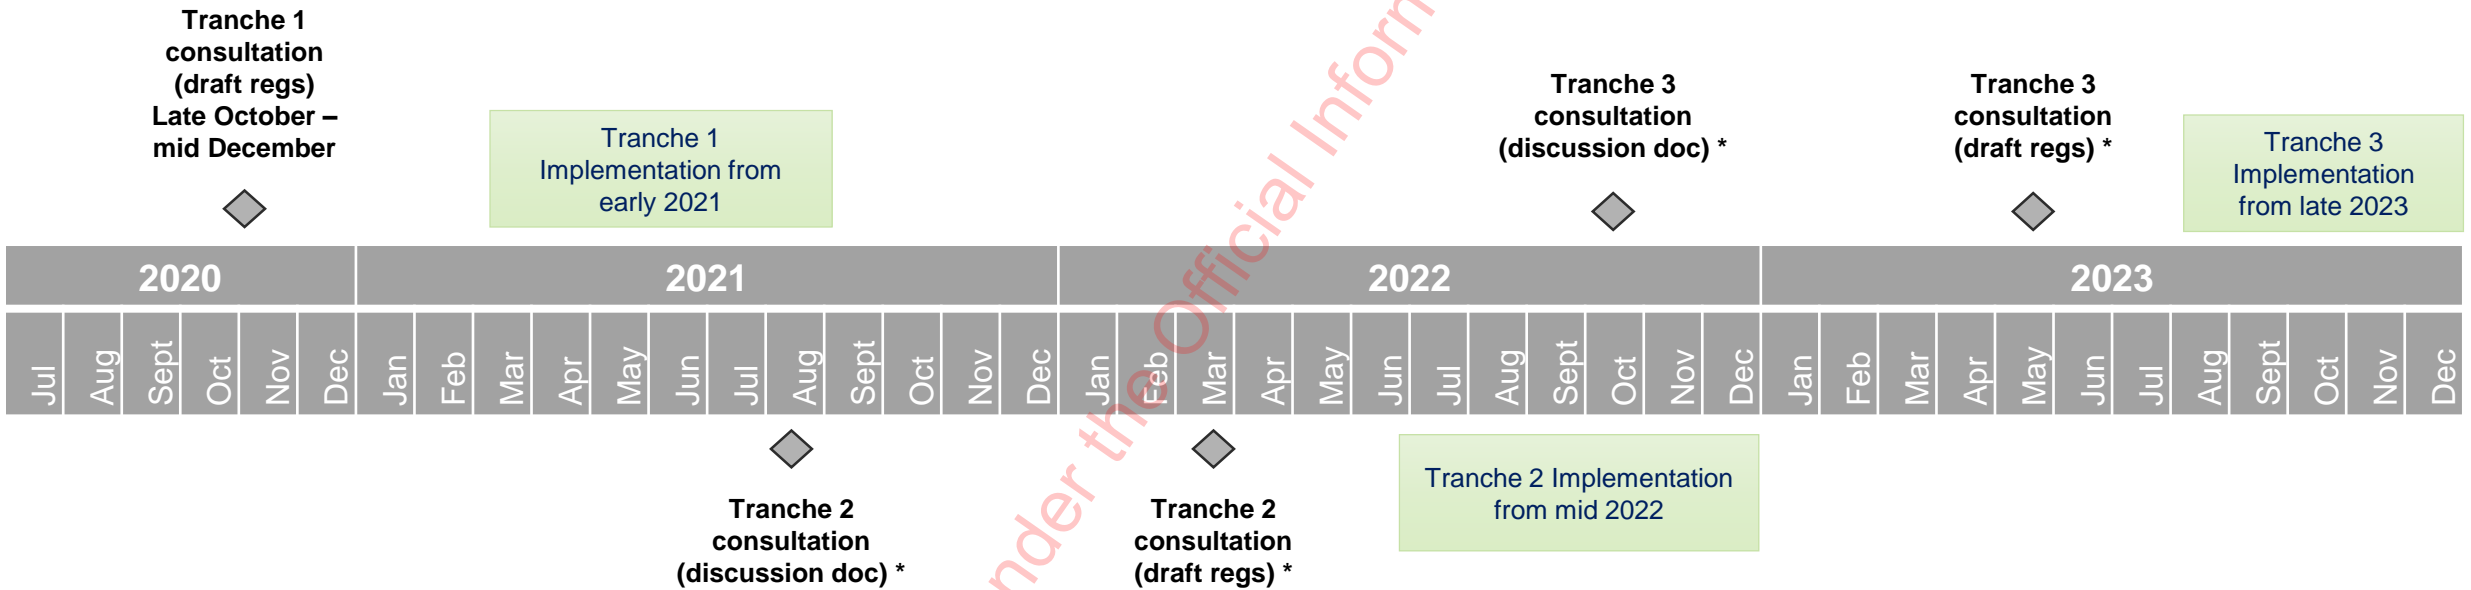 Tranche 1
consultation
(draft regs)
Late October –
mid December
Tranche 1
Implementation from
early 2021
Tranche 3
consultation
(discussion doc) *
Tranche 3
consultation
(draft regs) *
Tranche 3
Implementation
from late 2023
2020 2021 2022 2023
Jul Aug Sept Oct Nov Dec Jan Feb Mar Apr May Jun Jul Aug Sept Oct Nov Dec Jan Feb Mar Apr May Jun Jul Aug Sept Oct Nov Dec Jan Feb Mar Apr May Jun Jul Aug Sept Oct Nov Dec
Tranche 2
consultation
(discussion doc) *
Tranche 2
consultation
(draft regs) *
Tranche 2 Implementation
from mid 2022
the Official